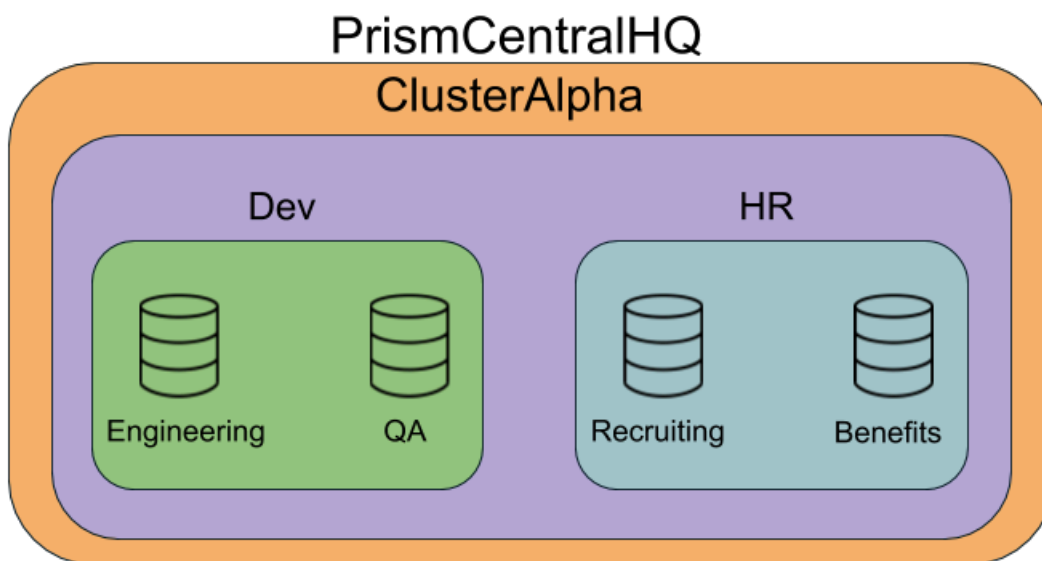 PrismCentralHQ
ClusterAlpha
Dev
HR
Engineering
QA
Recruiting
Benefits